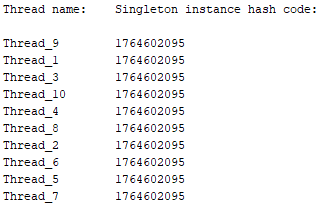 Thread name:    Singleton instance hash code:
Thread_9        1764602095
Thread_1        1764602095
Thread_3        1764602095
Thread_10       1764602095
Thread_4        1764602095
Thread_8        1764602095
Thread_2        1764602095
Thread_6        1764602095
Thread_5        1764602095
Thread_7        1764602095